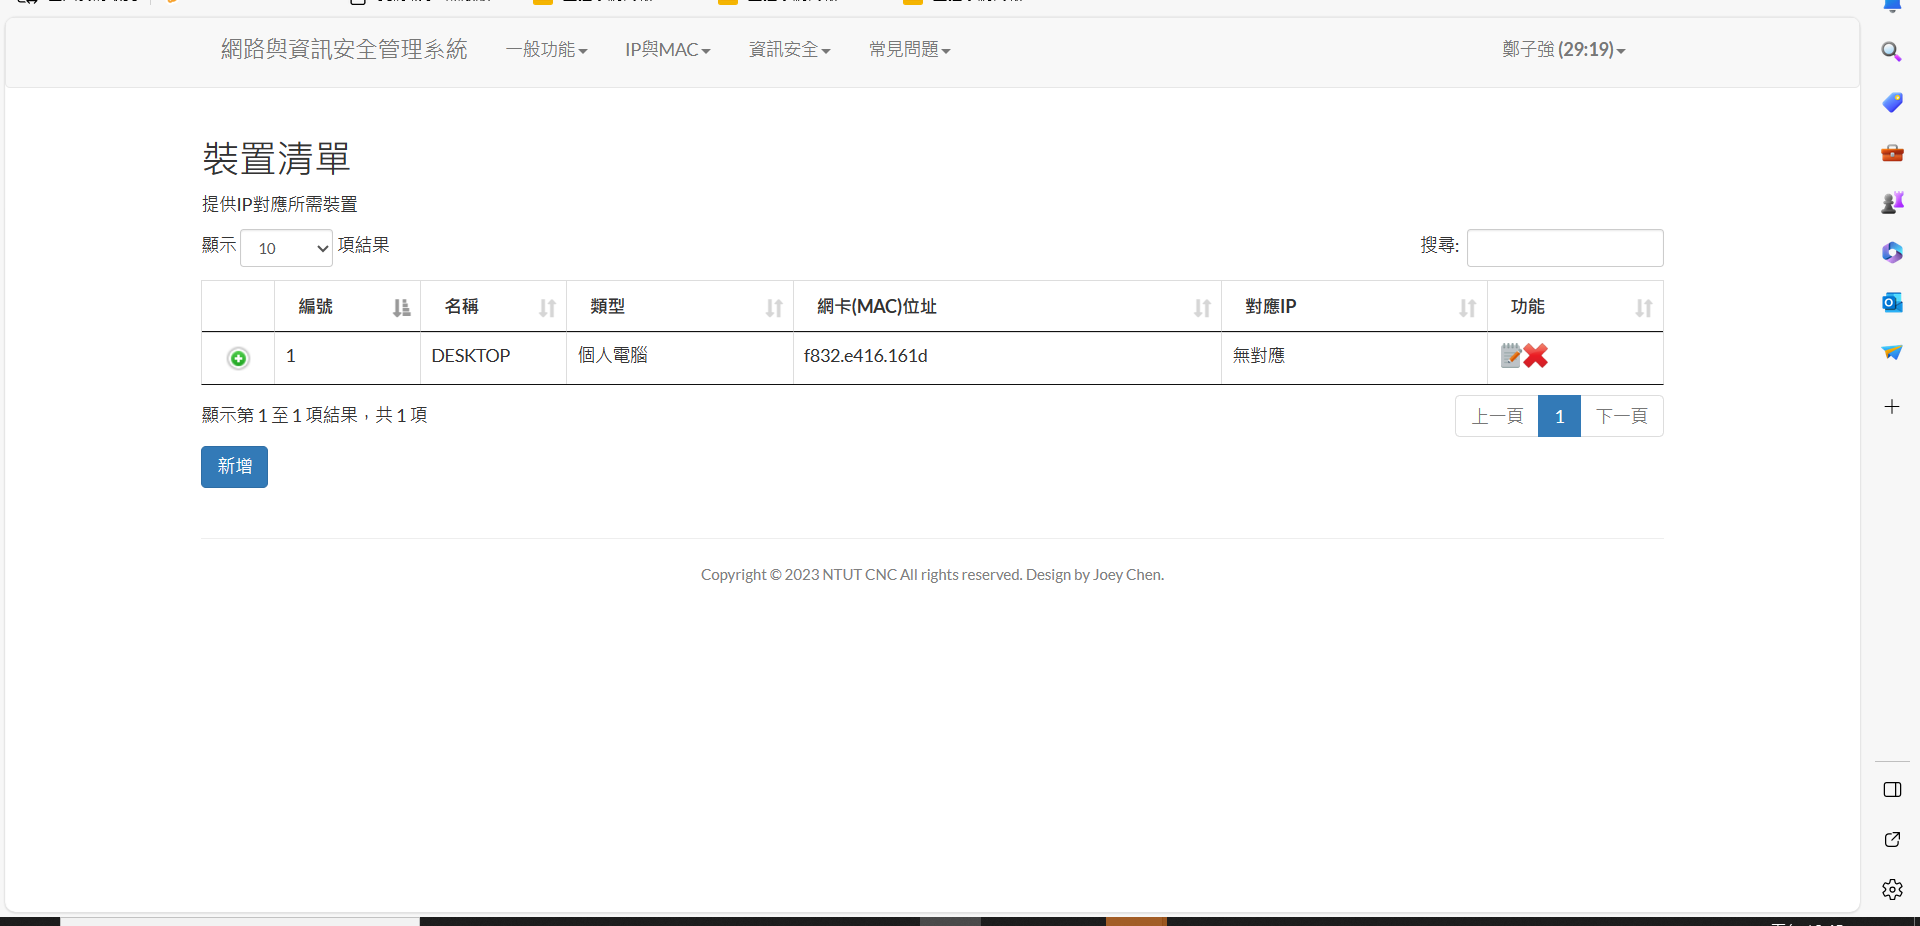 網路與資訊安全管理系統 一般功能 IP與MAC 資訊安全 常見問題 鄭子強 (29:19)
裝置清單
提供IP對應所需裝置
顯示 10 項結果 搜尋:
編號 名稱 類型 網卡(MAC)位址 對應IP 功能
1 DESKTOP 個人電腦 f832.e416.161d 無對應
顯示第 1 至 1 項結果，共 1 項 上一頁 1 下一頁
新增
Copyright © 2023 NTUT CNC All rights reserved. Design by Joey Chen.